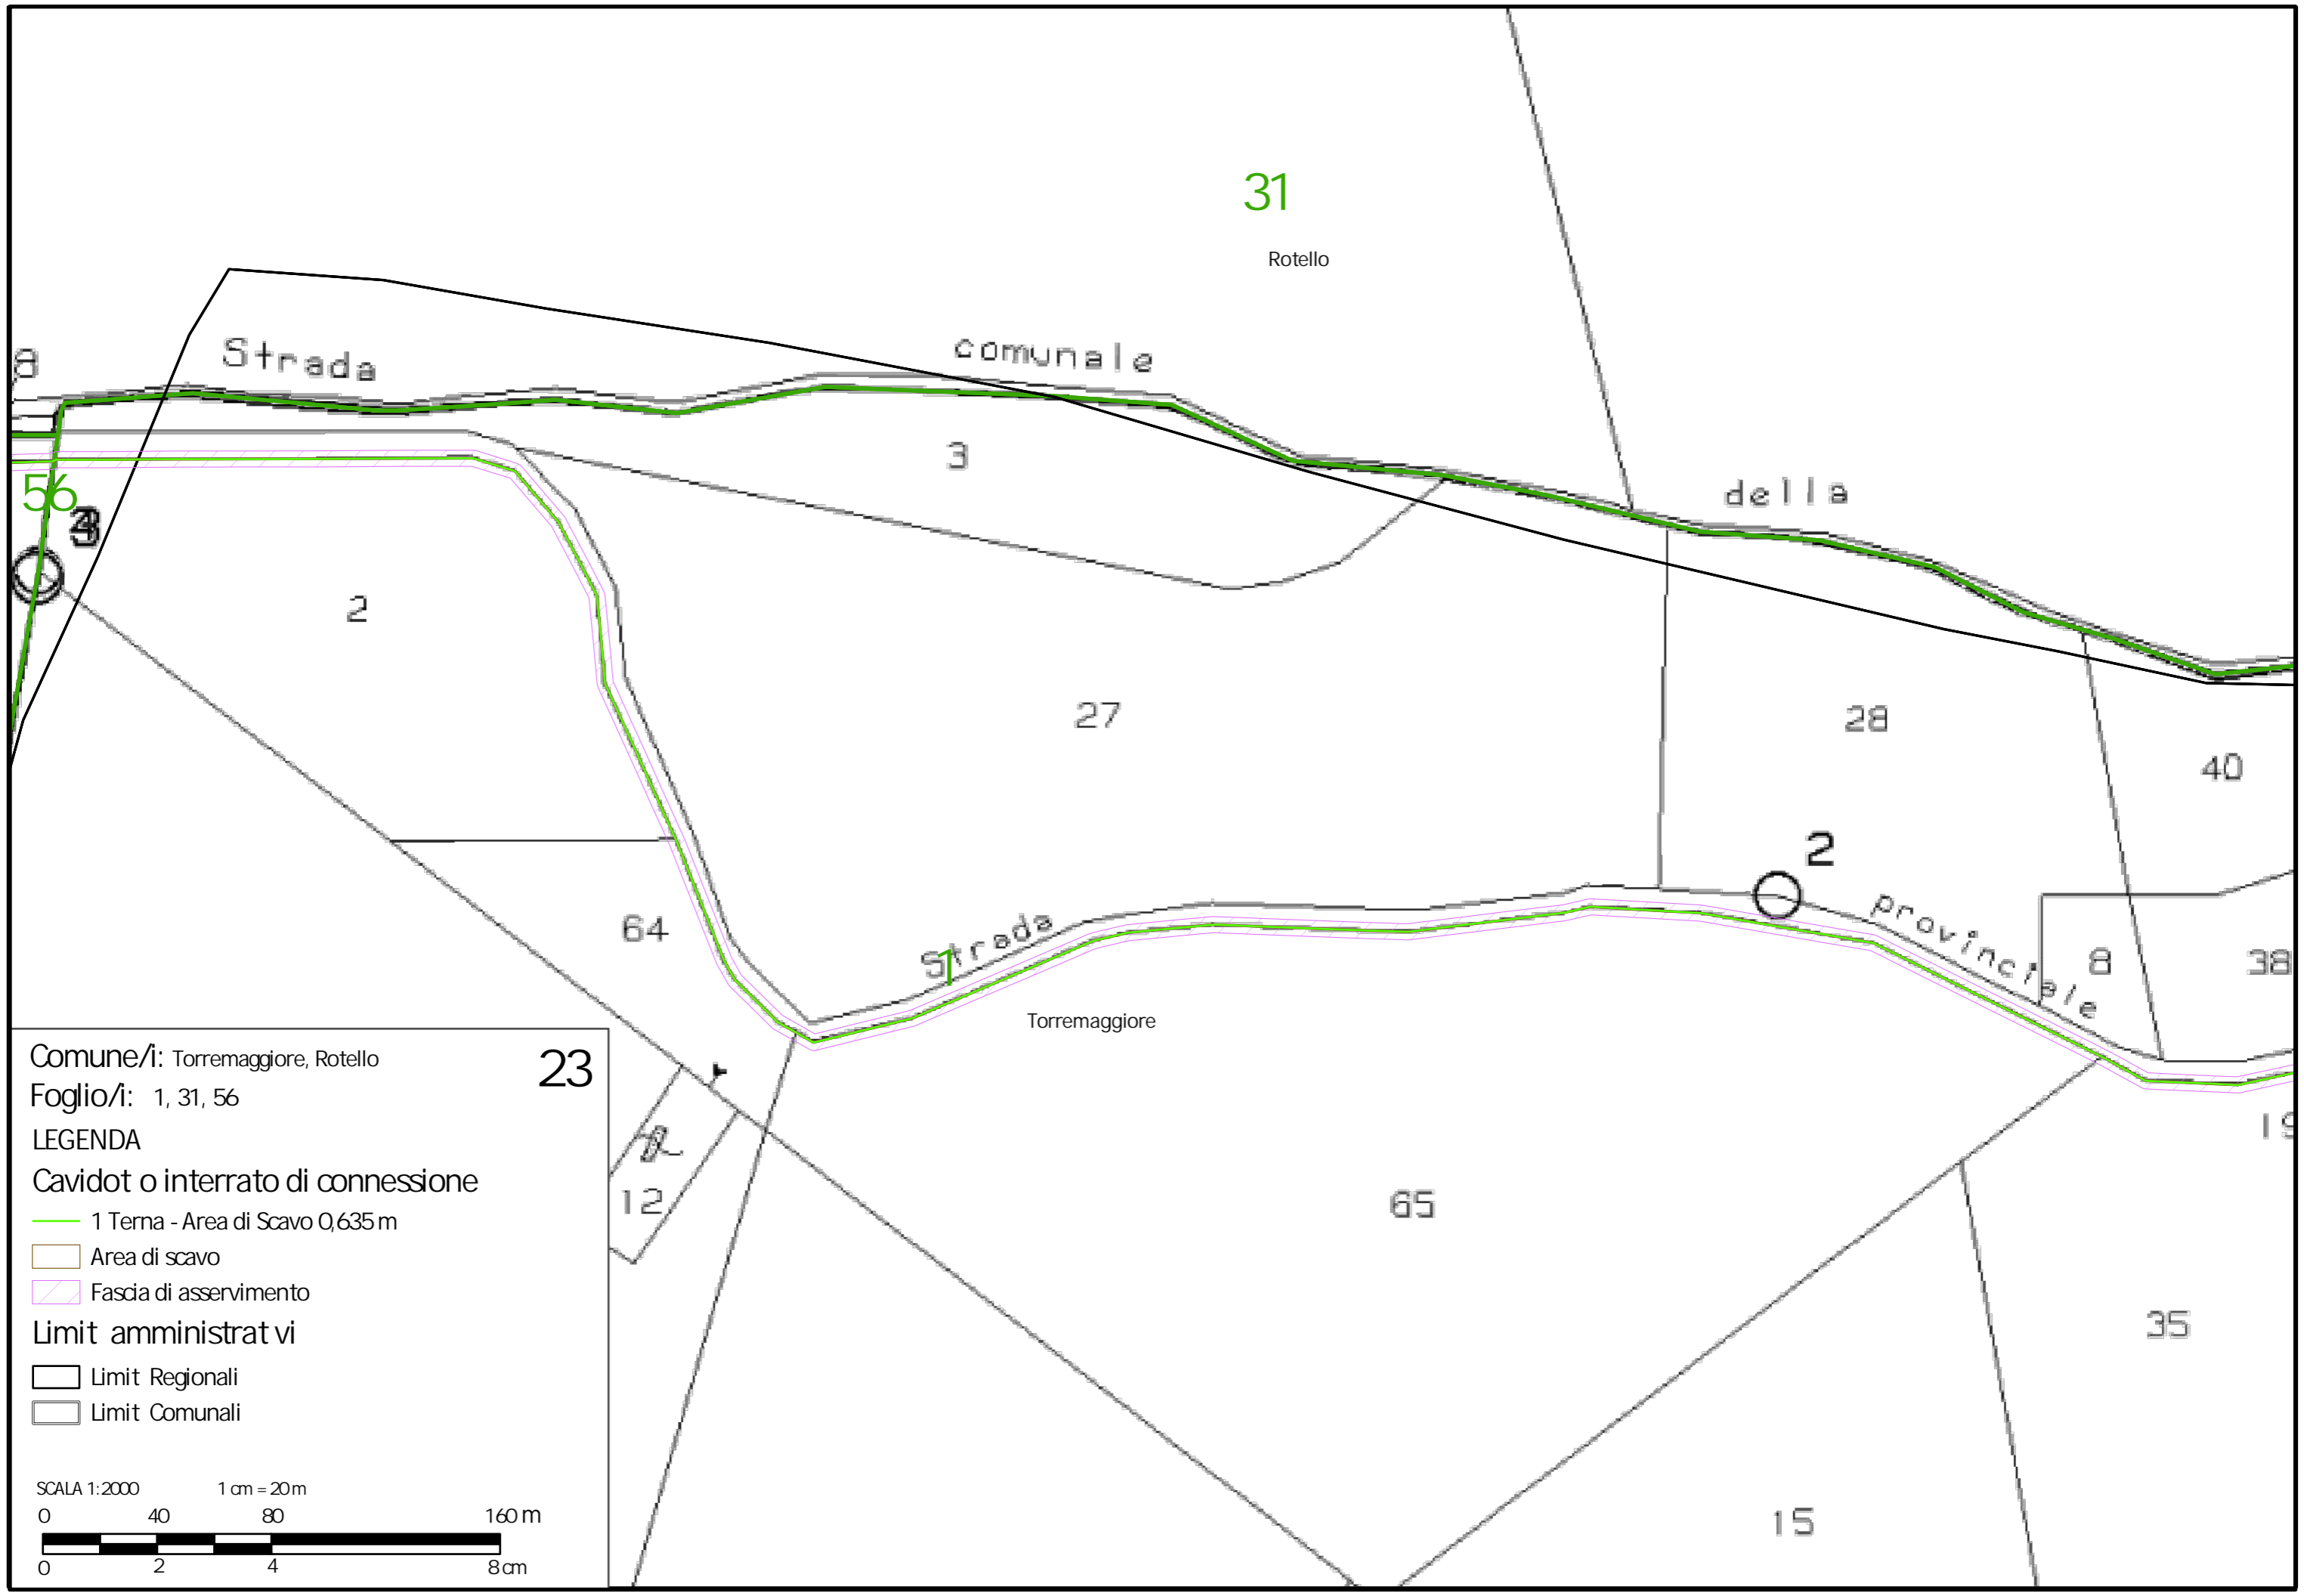 31
Rotello
a
Strada
comunale
3
della
56
2
27
28
40
2
64
Strada
1
provinciale
8
38
Torremaggiore
19
12
65
35
15
Comune/i: Torremaggiore, Rotello
23
Foglio/i: 1, 31, 56
LEGENDA
Cavidot o interrato di connessione
1 Terna - Area di Scavo 0,635 m
Area di scavo
Fascia di asservimento
Limit amministrat vi
Limit Regionali
Limit Comunali
SCALA 1:2000 1 cm = 20 m
0 40 80 160 m
0 2 4 8 cm